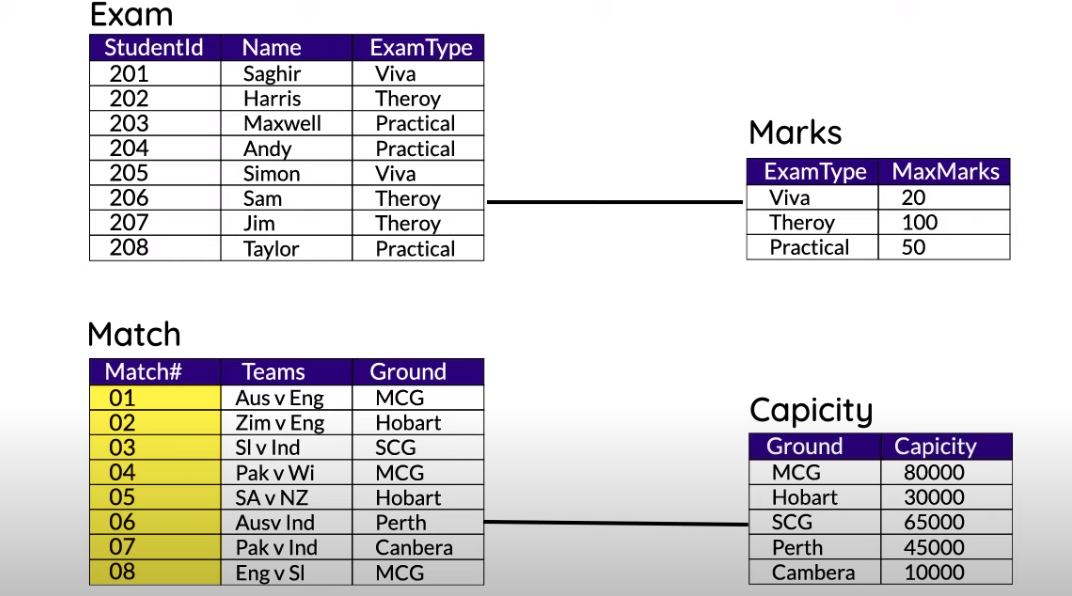 Exam
StudentId Name ExamType
201 Saghir Viva
202 Harris Theroy
203 Maxwell Practical
204 Andy Practical
205 Simon Viva
206 Sam Theroy
207 Jim Theroy
208 Taylor Practical
Marks
ExamType MaxMarks
Viva 20
Theroy 100
Practical 50
Match
Match# Teams Ground
01 Aus v Eng MCG
02 Zim v Eng Hobart
03 Sl v Ind SCG
04 Pak v Wi MCG
05 SA v NZ Hobart
06 Ausv Ind Perth
07 Pak v Ind Canbera
08 Eng v Sl MCG
Capicity
Ground Capicity
MCG 80000
Hobart 30000
SCG 65000
Perth 45000
Cambera 10000